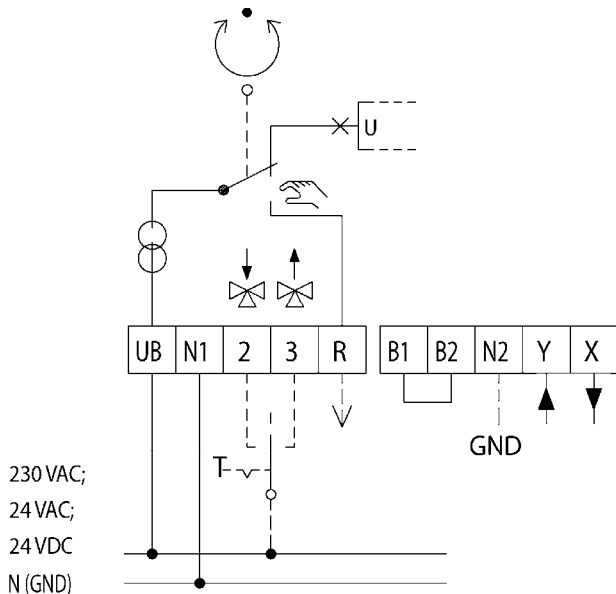 U
UB N1 2 3 R B1 B2 N2 Y X
GND
T
230 VAC;
24 VAC;
24 VDC
N (GND)